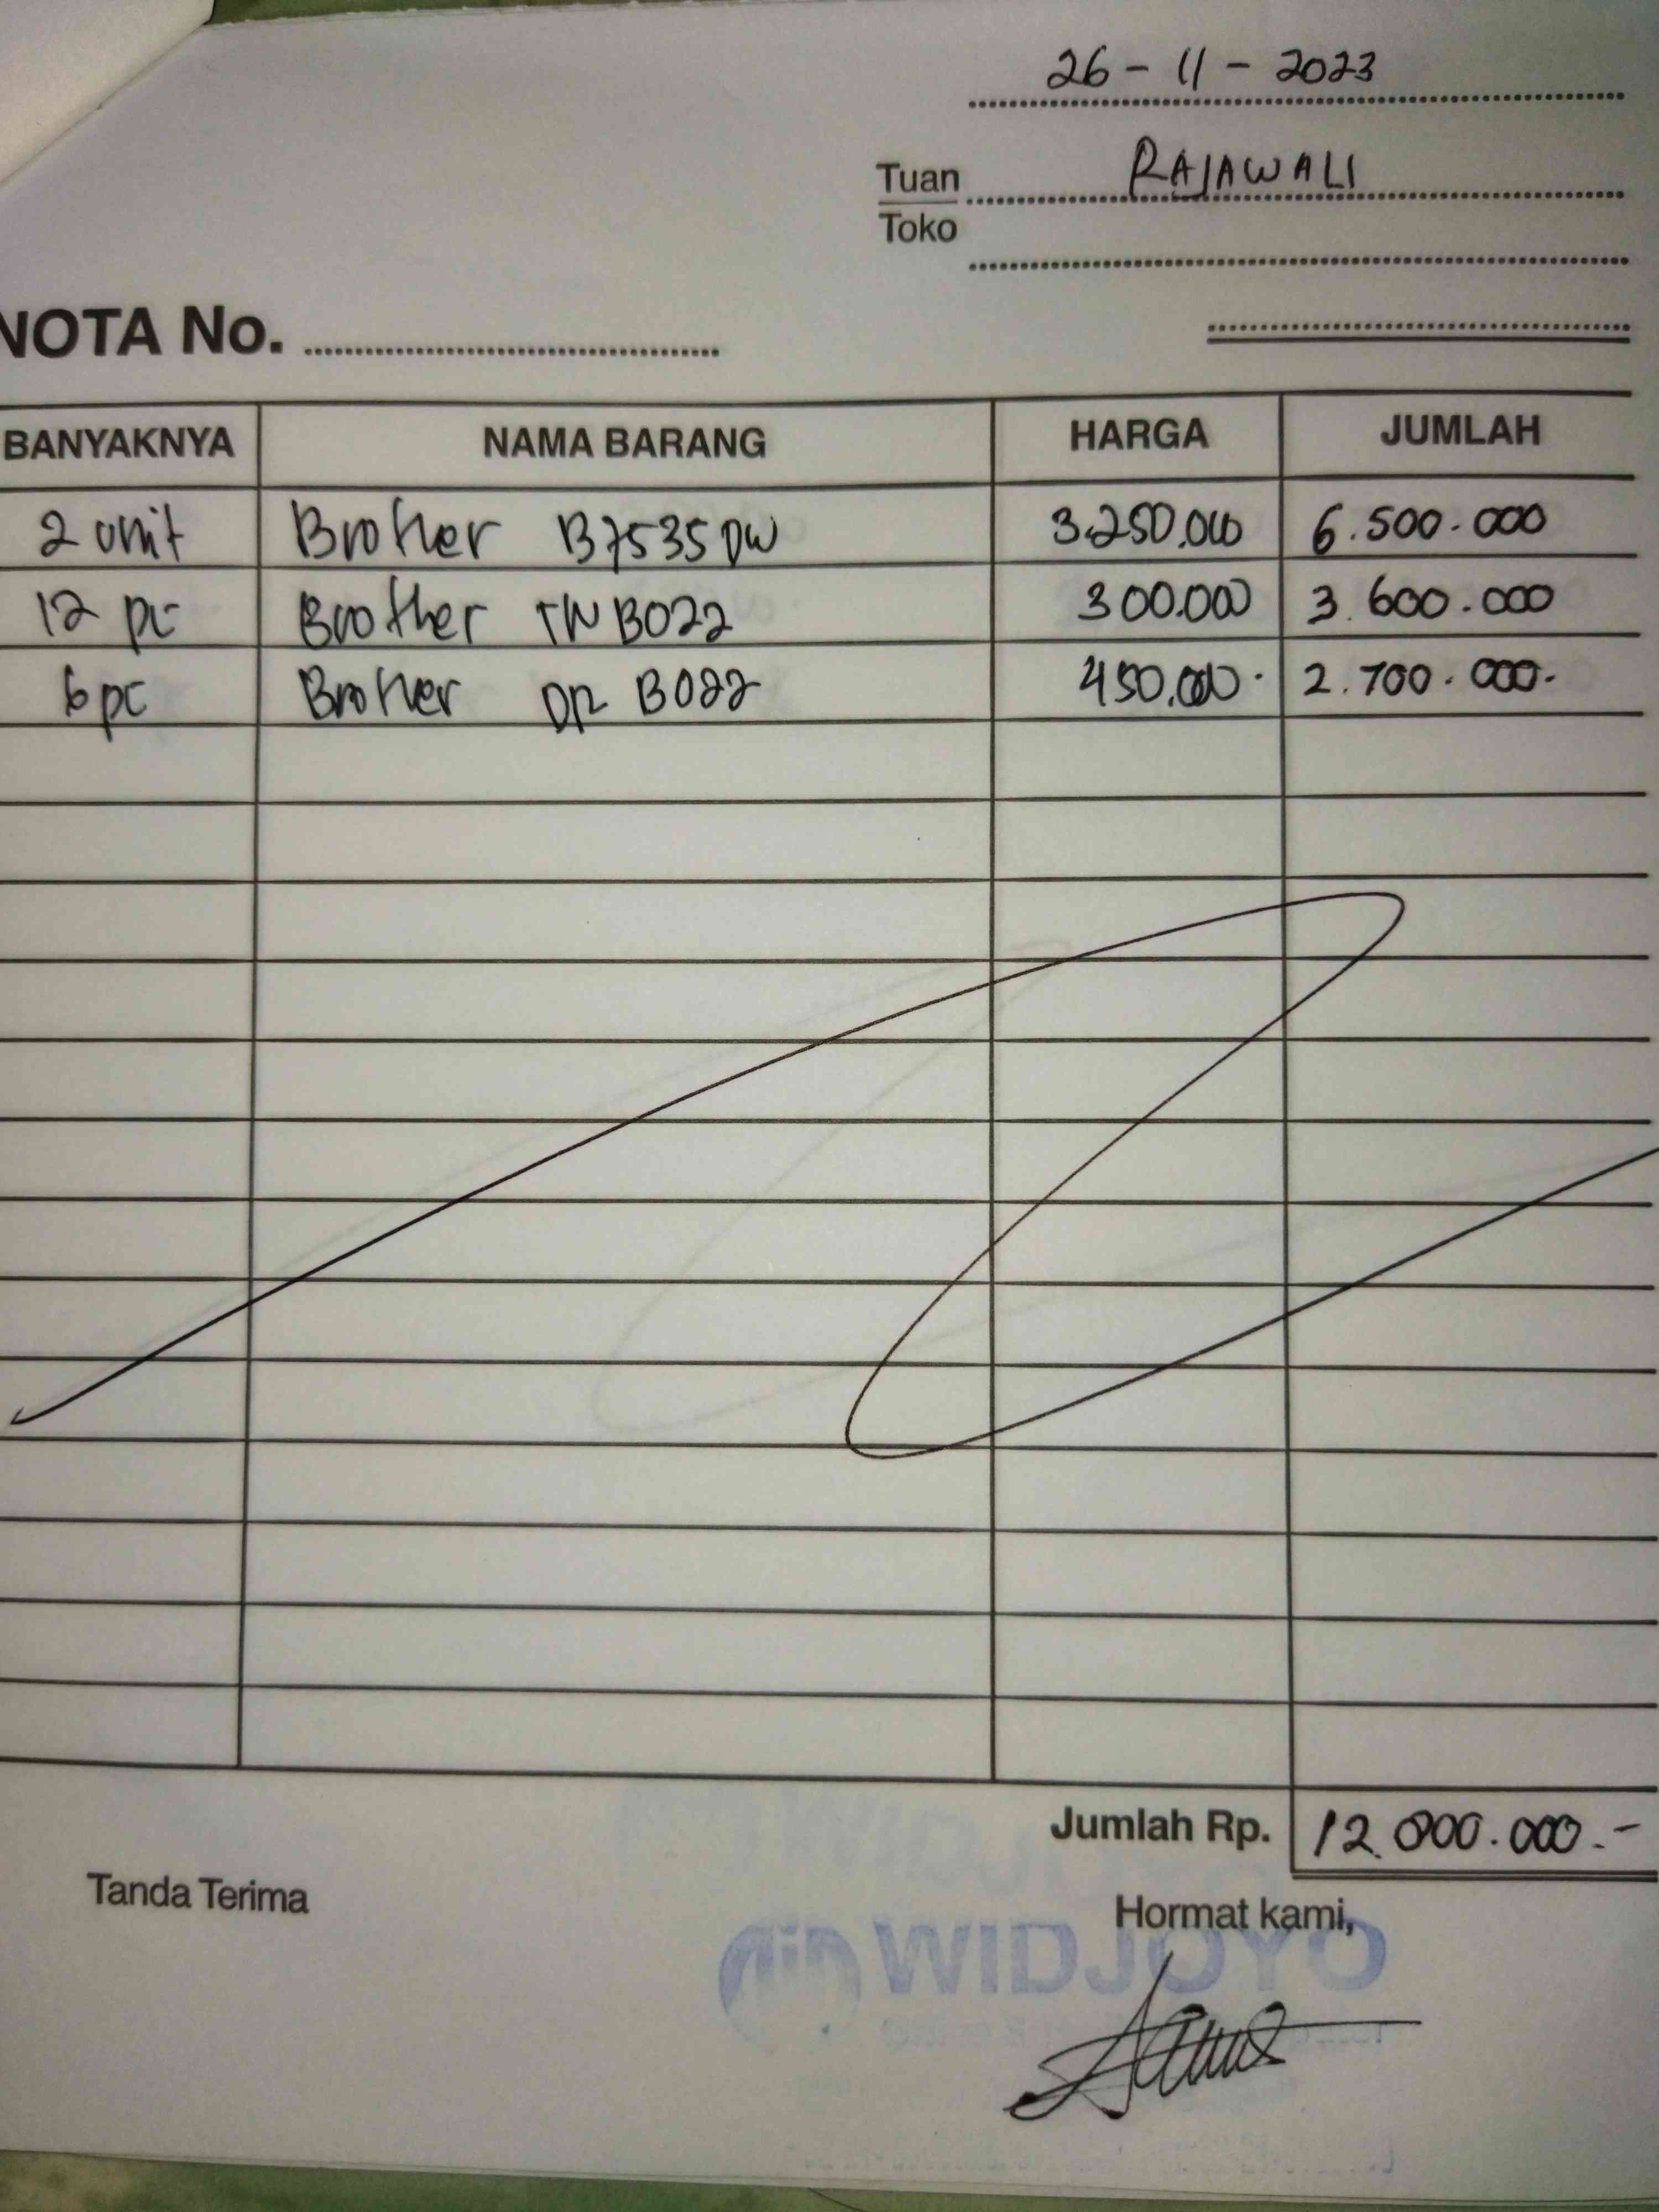 26 - 11 - 2023
Tuan RAJAWALI
Toko
NOTA No.
BANYAKNYA NAMA BARANG HARGA JUMLAH
2 unit Brother B7535DW 3.250.000 6.500.000
12 pc Brother TN B022 300.000 3.600.000
6 pc Brother DR B022 450.000 2.700.000
Jumlah Rp. 12.800.000.-
Tanda Terima Hormat kami,
WIDJOYO